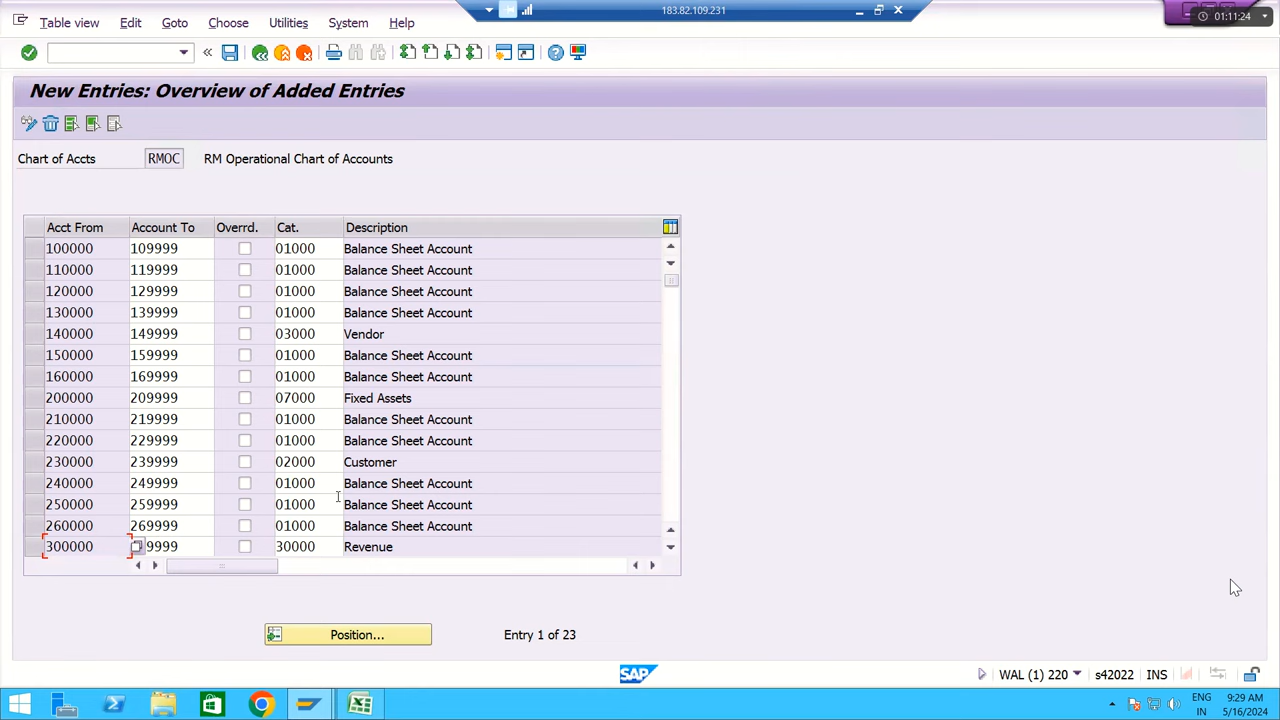 183.82.109.231
01:11:24
Table view Edit Goto Choose Utilities System Help
New Entries: Overview of Added Entries
Chart of Accts RMOC RM Operational Chart of Accounts
Acct From Account To Overrd. Cat. Description
100000 109999 01000 Balance Sheet Account
110000 119999 01000 Balance Sheet Account
120000 129999 01000 Balance Sheet Account
130000 139999 01000 Balance Sheet Account
140000 149999 03000 Vendor
150000 159999 01000 Balance Sheet Account
160000 169999 01000 Balance Sheet Account
200000 209999 07000 Fixed Assets
210000 219999 01000 Balance Sheet Account
220000 229999 01000 Balance Sheet Account
230000 239999 02000 Customer
240000 249999 01000 Balance Sheet Account
250000 259999 01000 Balance Sheet Account
260000 269999 01000 Balance Sheet Account
300000 9999 30000 Revenue
Position... Entry 1 of 23
SAP WAL (1) 220 s42022 INS
ENG 9:29 AM
IN 5/16/2024